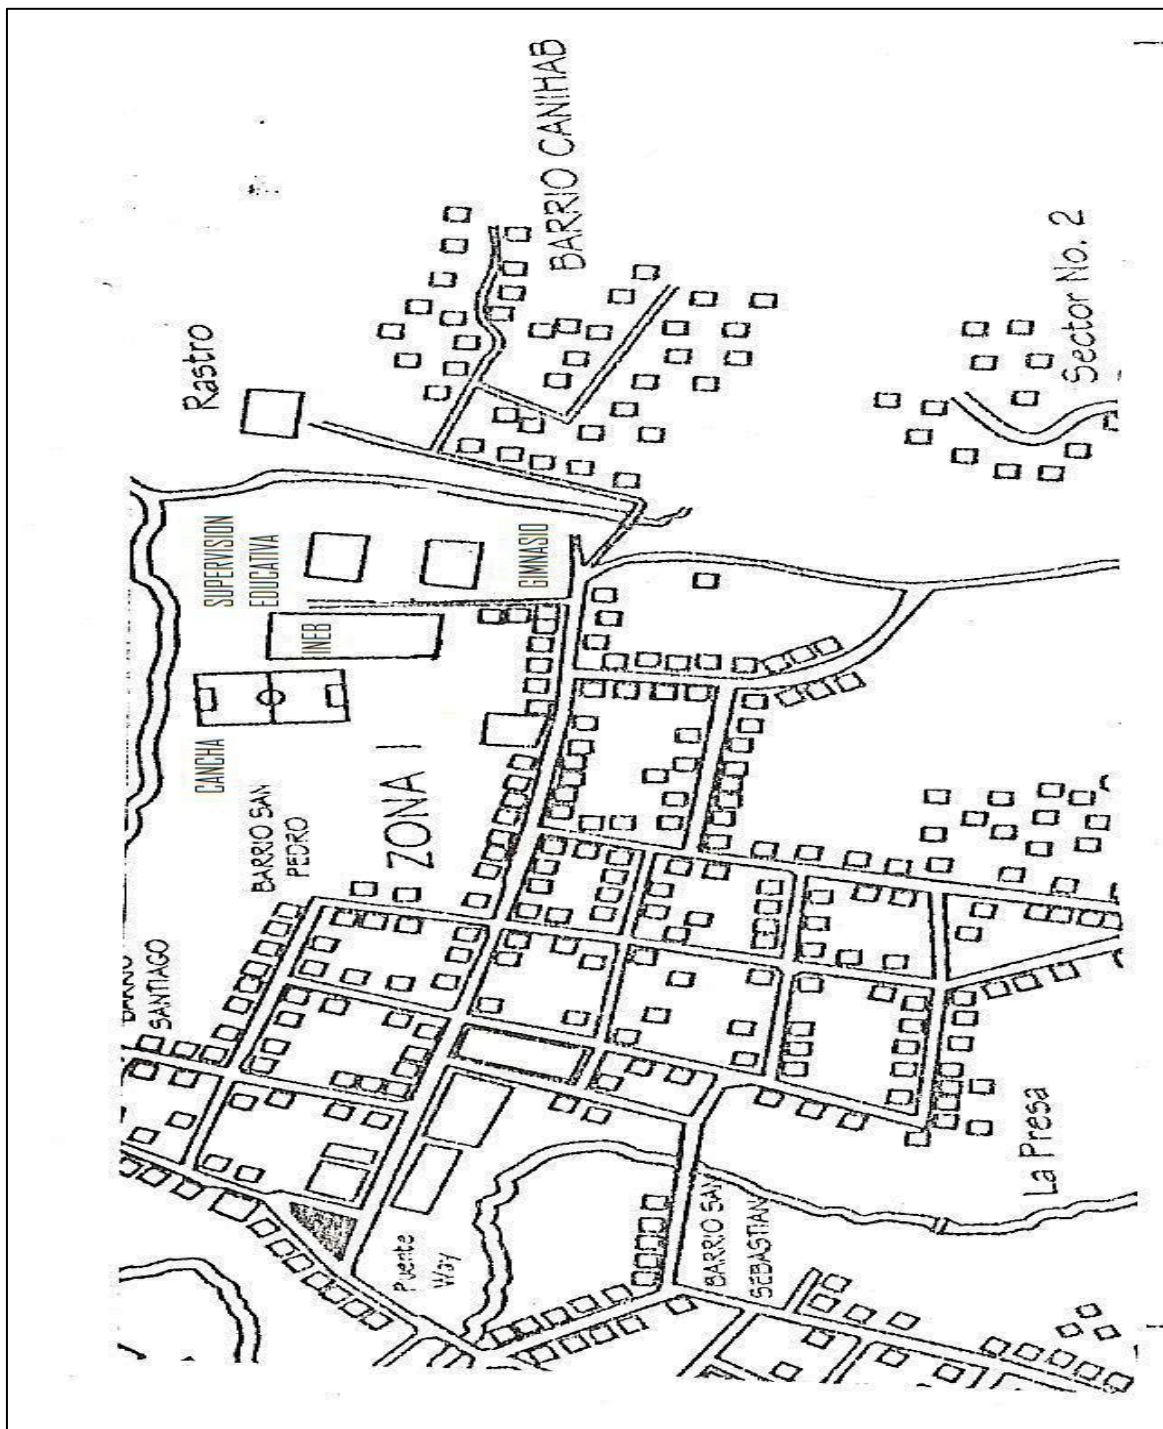 BARRIO CANIHAB
Rastro
Sector No. 2
SUPERVISION
EDUCATIVA
GIMNASIO
INEB
CANCHA
ZONA I
BARRIO SAN
PEDRO
SANTIAGO
La Presa
BARRIO SAN
SEBASTIAN
Puente
Way